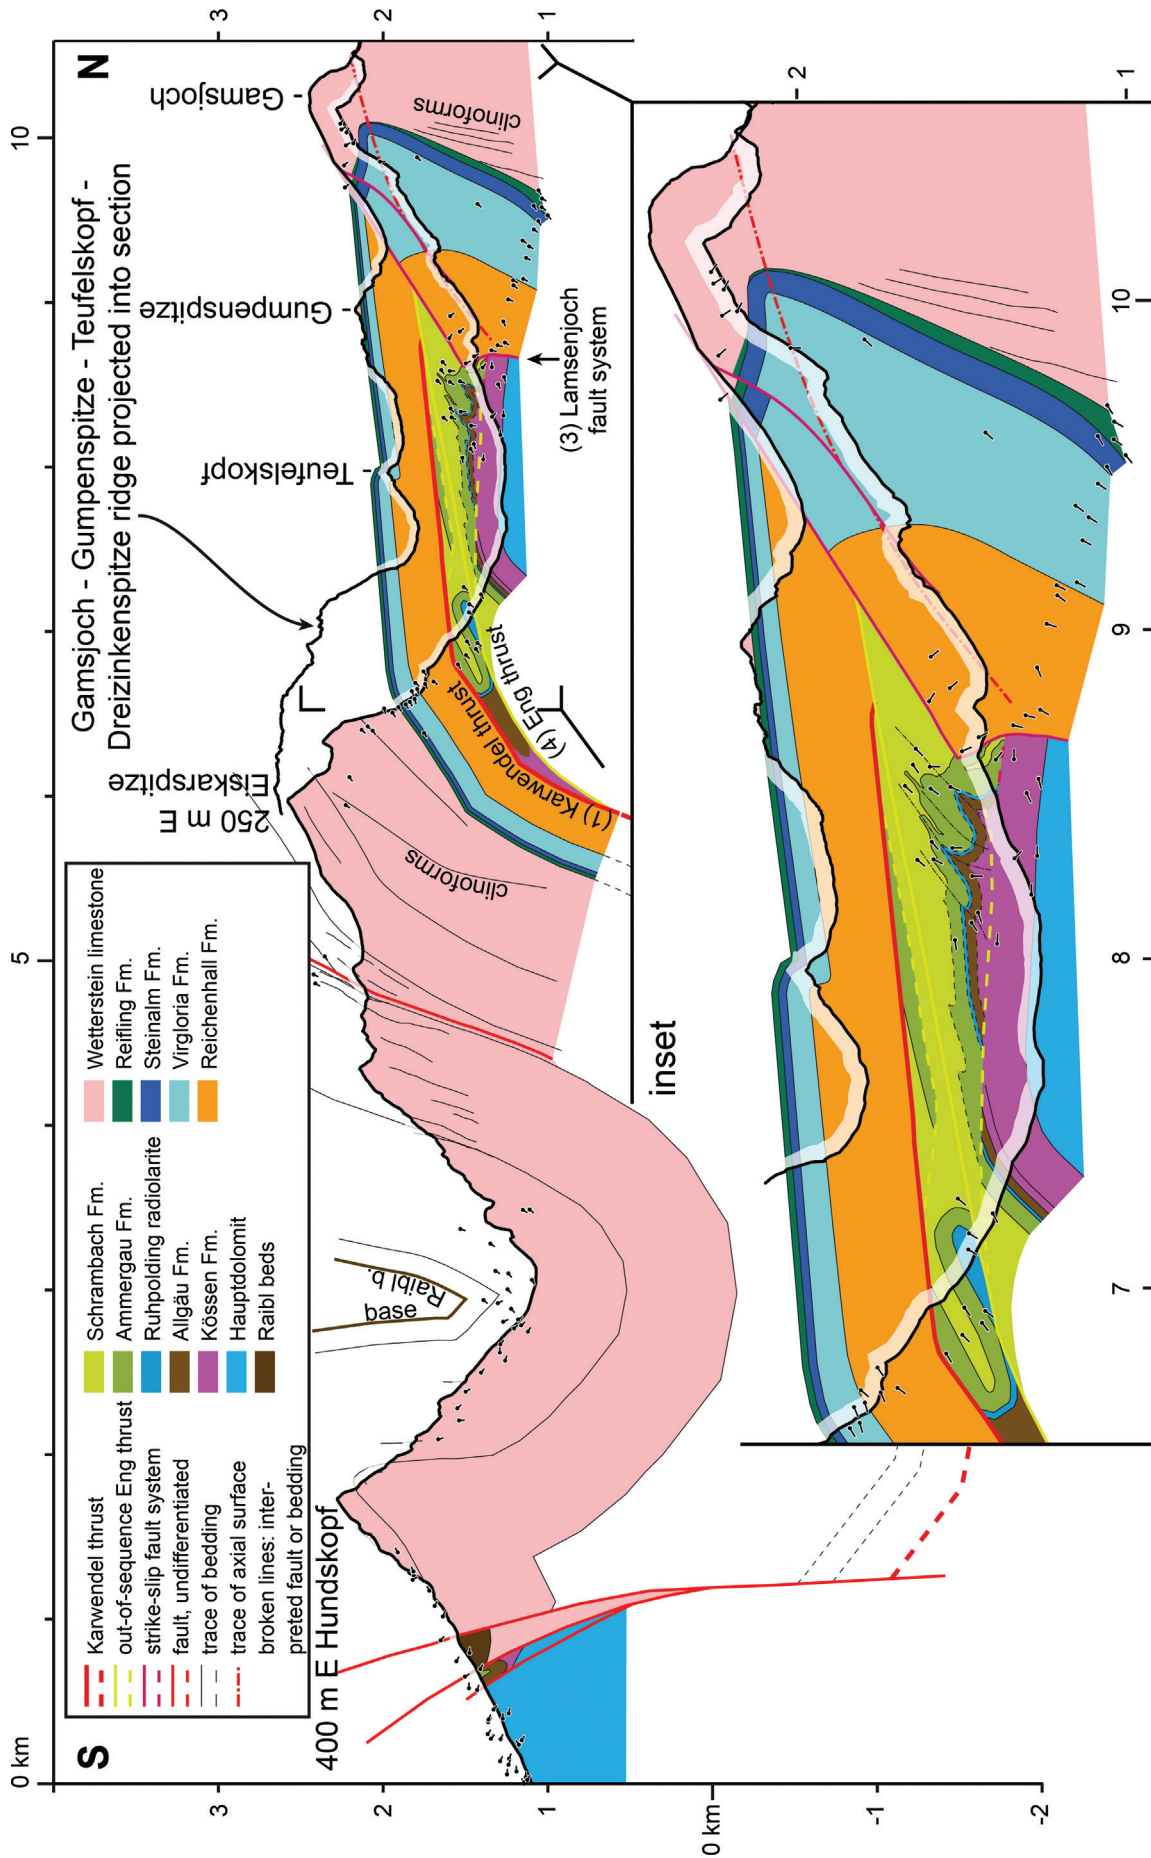 S
N
Gamsjoch - Gumpenspitze - Teufelskopf -
Dreizinkenspitze ridge projected into section
Karwendel thrust
out-of-sequence Eng thrust
strike-slip fault system
fault, undifferentiated
trace of bedding
trace of axial surface
broken lines: inter-
preted fault or bedding
Schrambach Fm.
Ammergau Fm.
Ruhpolding radiolarite
Allgäu Fm.
Kössen Fm.
Hauptdolomit
Raibl beds
Wetterstein limestone
Reifling Fm.
Steinalm Fm.
Virgloria Fm.
Reichenhall Fm.
400 m E Hundskopf
250 m E
Eiskarspitze
Teufelskopf -
Gumpenspitze -
Gamsjoch -
base
Raibl b.
clinoforms
clinoforms
(1) Karwendel thrust
(4) Eng thrust
(3) Lamsenjoch
fault system
inset
0 km
5
10
3
2
1
0 km
-1
-2
3
2
1
7
8
9
10
2
1